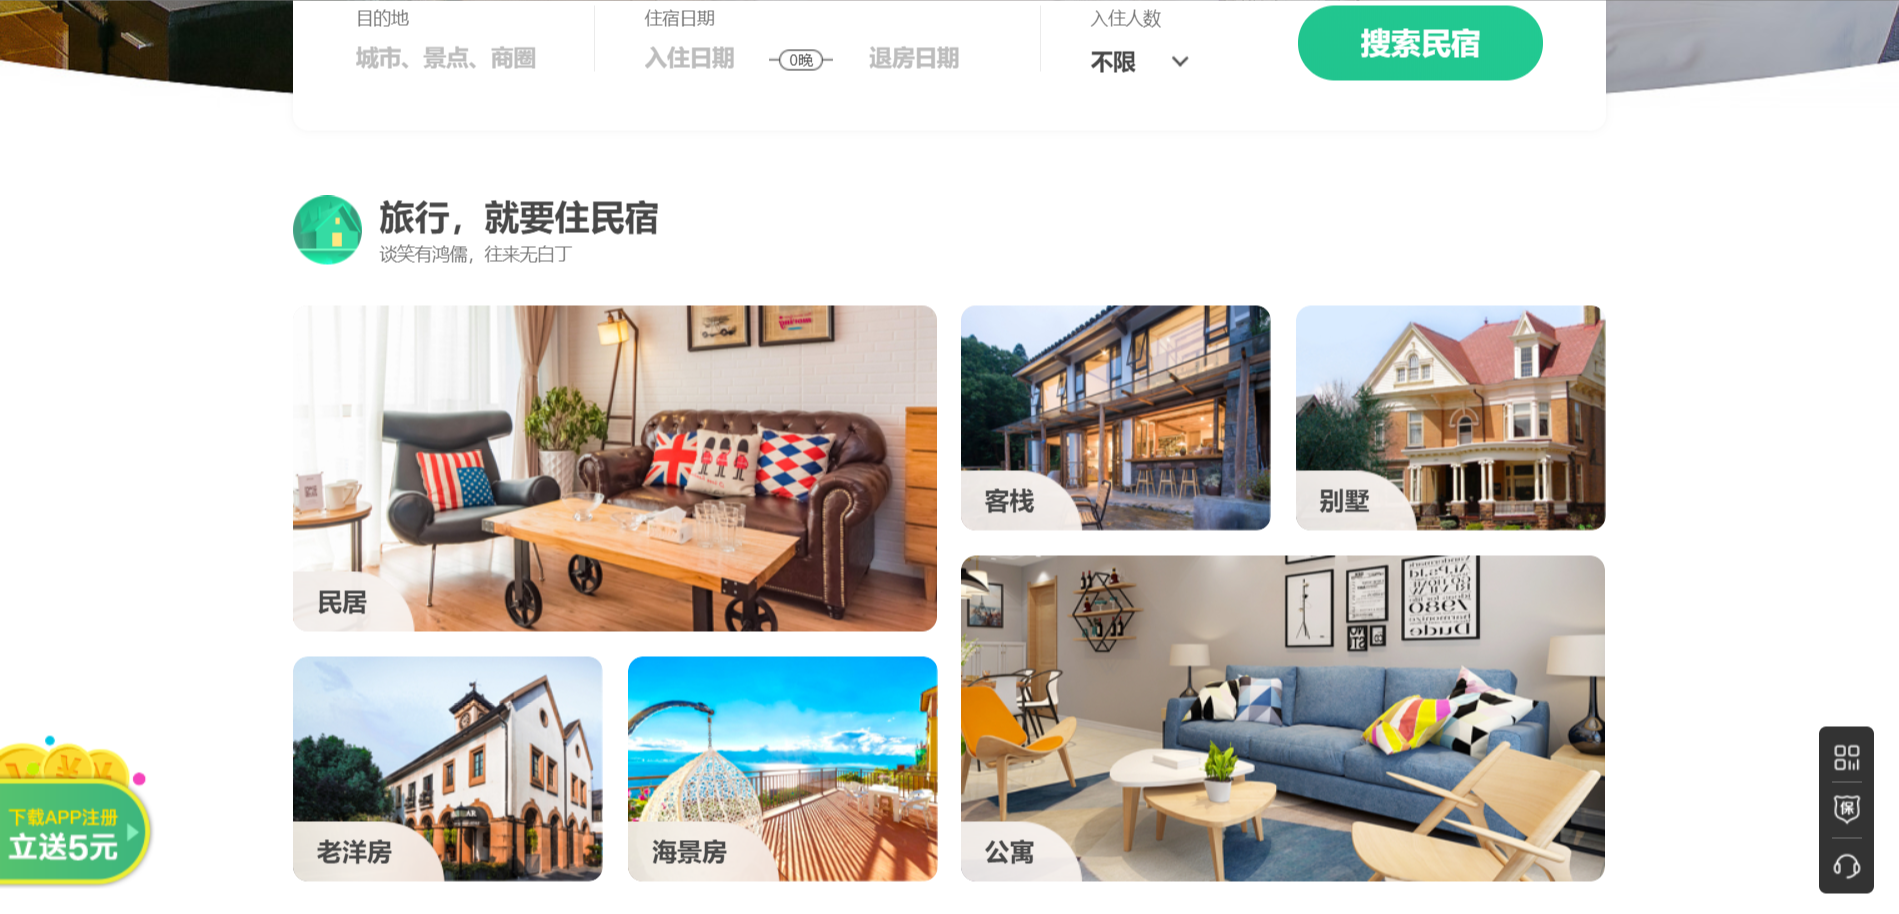 目的地
城市、景点、商圈
住宿日期
入住日期
0晚
退房日期
入住人数
不限
搜索民宿
旅行，就要住民宿
谈笑有鸿儒，往来无白丁
民居
客栈
别墅
老洋房
海景房
公寓
下载APP注册
立送5元
保